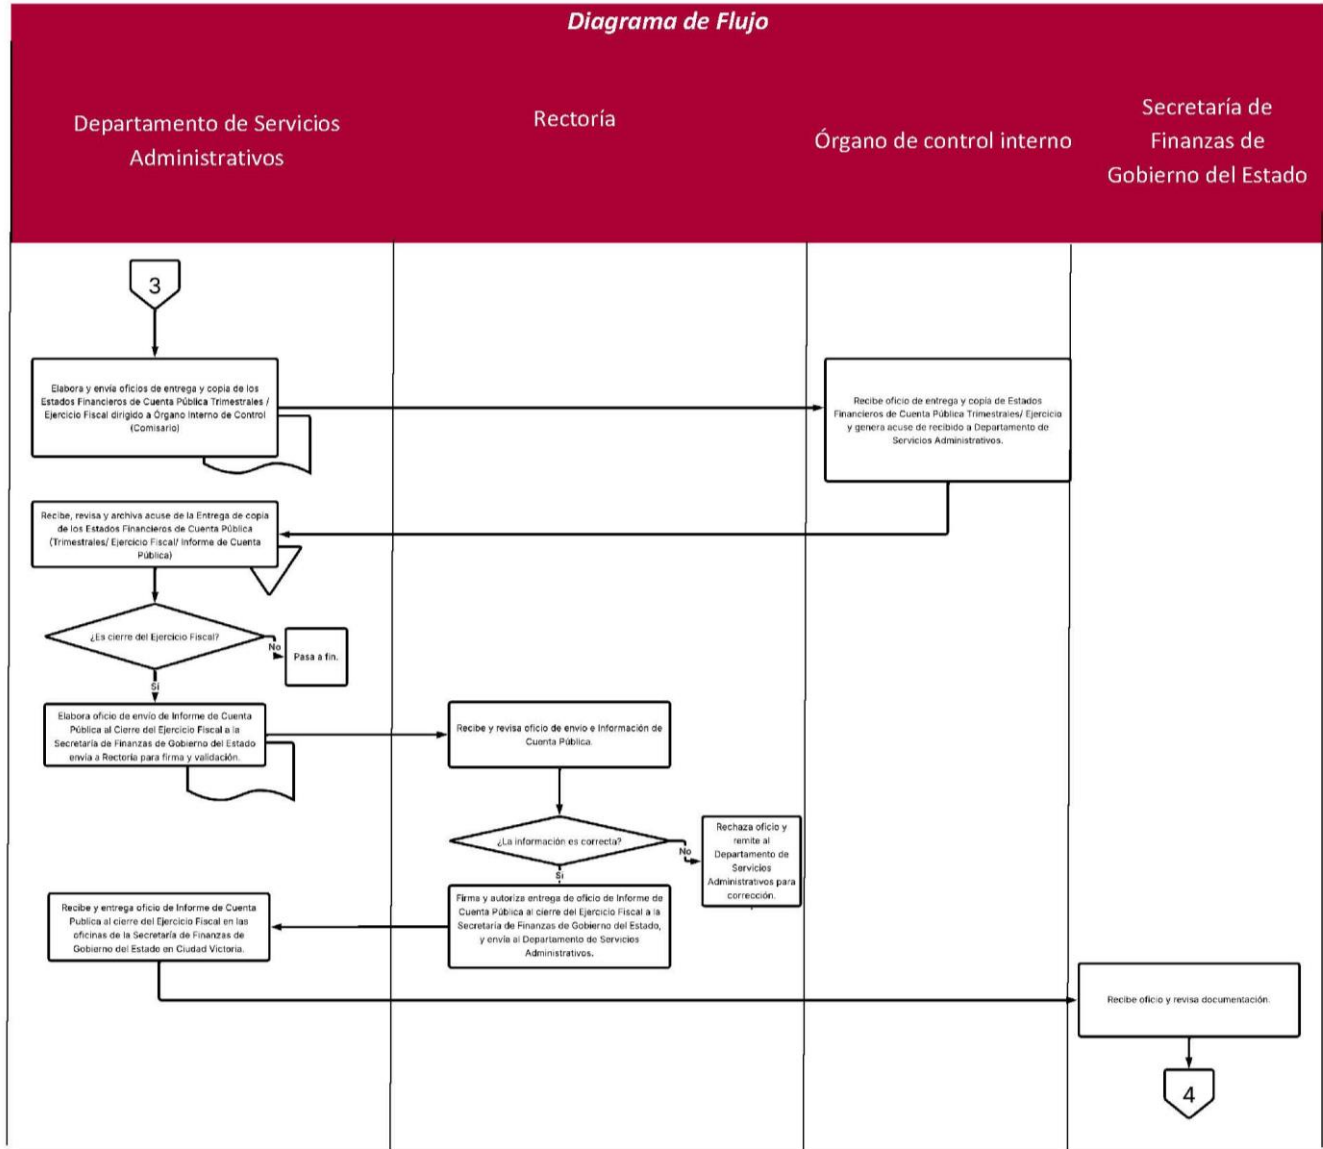 Diagrama de Flujo
Departamento de Servicios
Administrativos
Rectoría
Órgano de control interno
Secretaría de
Finanzas de
Gobierno del Estado
3
Elabora y envía oficios de entrega y copia de los
Estados Financieros de Cuenta Pública Trimestrales /
Ejercicio Fiscal dirigido a Órgano Interno de Control
(Comisario)
Recibe oficio de entrega y copia de Estados
Financieros de Cuenta Pública Trimestrales/ Ejercicio
y genera acuse de recibido a Departamento de
Servicios Administrativos.
Recibe, revisa y archiva acuse de la Entrega de copia
de los Estados Financieros de Cuenta Pública
(Trimestrales/ Ejercicio Fiscal/ Informe de Cuenta
Pública)
¿Es cierre del Ejercicio Fiscal?
No
Pasa a fin.
Si
Elabora oficio de envío de Informe de Cuenta
Pública al Cierre del Ejercicio Fiscal a la
Secretaría de Finanzas de Gobierno del Estado
envia a Rectoría para firma y validación.
Recibe y revisa oficio de envio e Información de
Cuenta Pública.
¿La información es correcta?
No
Rechaza oficio y
remite al
Departamento de
Servicios
Administrativos para
corrección.
Si
Firma y autoriza entrega de oficio de Informe de
Cuenta Pública al cierre del Ejercicio Fiscal a la
Secretaría de Finanzas de Gobierno del Estado,
y envía al Departamento de Servicios
Administrativos.
Recibe y entrega oficio de Informe de Cuenta
Publica al cierre del Ejercicio Fiscal en las
oficinas de la Secretaría de Finanzas de
Gobierno del Estado en Ciudad Victoria.
Recibe oficio y revisa documentación.
4